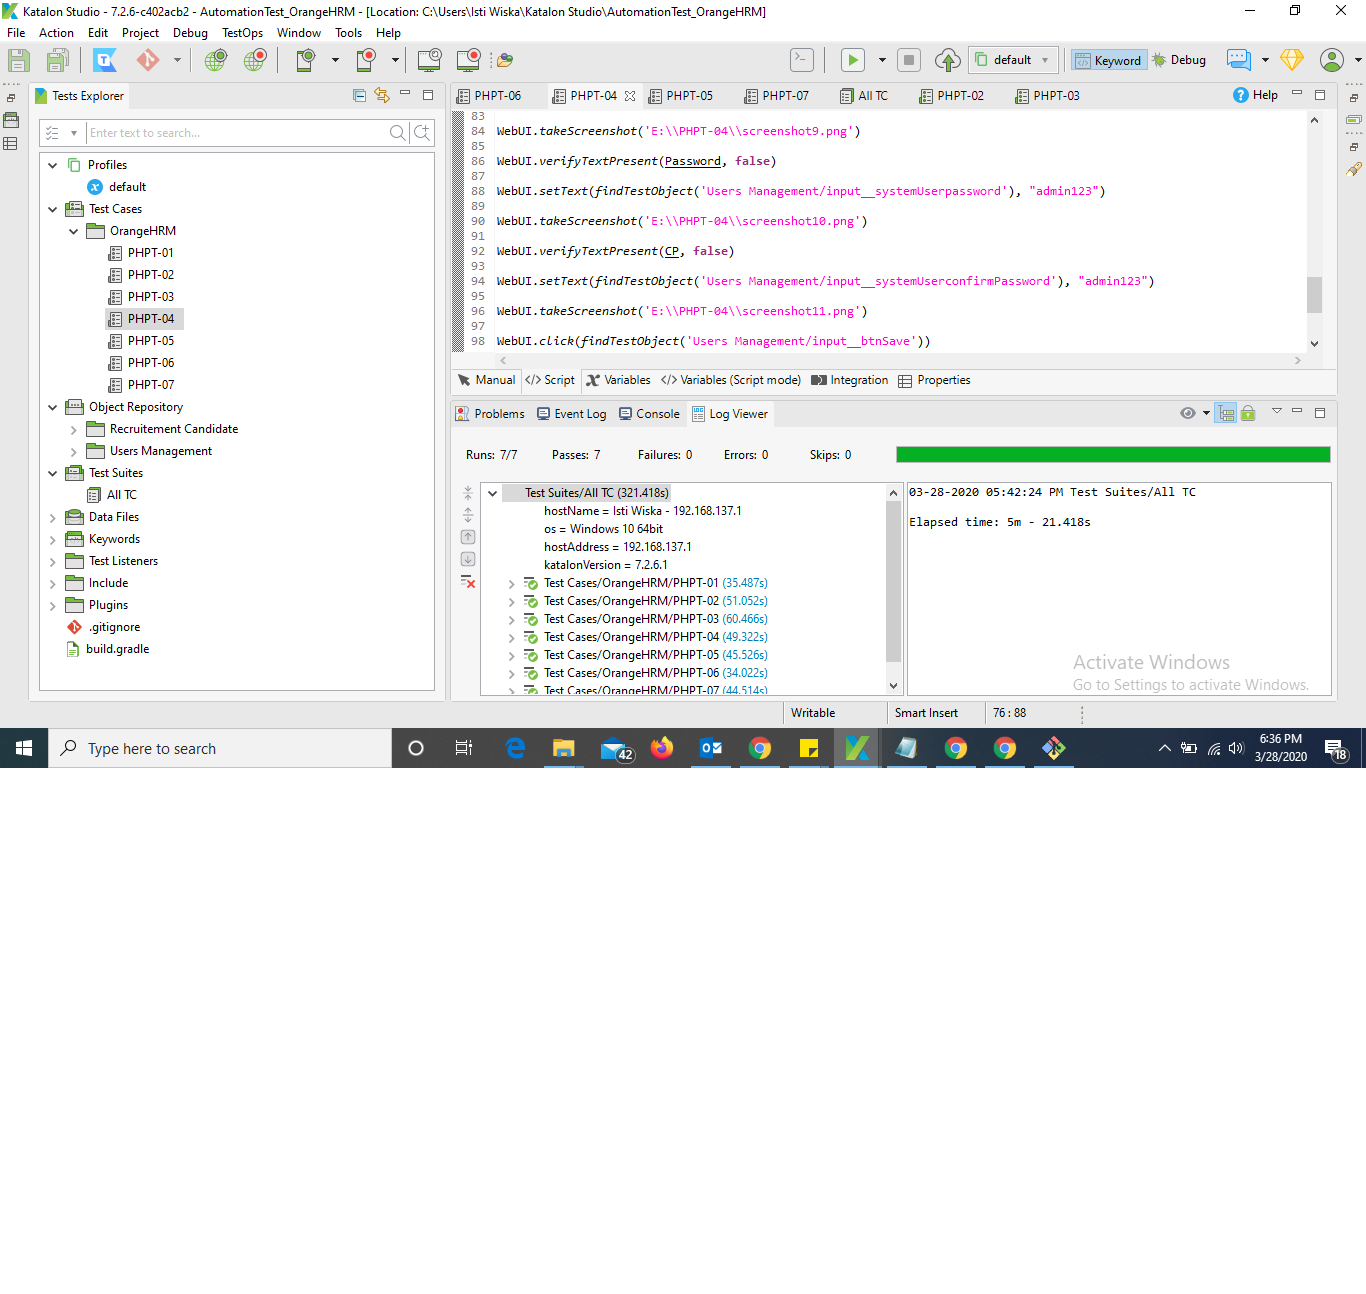 Katalon Studio - 7.2.6-c402acb2 - AutomationTest_OrangeHRM - [Location: C:\Users\Isti Wiska\Katalon Studio\AutomationTest_OrangeHRM]
File Action Edit Project Debug TestOps Window Tools Help
default Keyword Debug
Tests Explorer
Enter text to search...
Profiles
default
Test Cases
OrangeHRM
PHPT-01
PHPT-02
PHPT-03
PHPT-04
PHPT-05
PHPT-06
PHPT-07
Object Repository
Recruitement Candidate
Users Management
Test Suites
All TC
Data Files
Keywords
Test Listeners
Include
Plugins
.gitignore
build.gradle
PHPT-06 PHPT-04 PHPT-05 PHPT-07 All TC PHPT-02 PHPT-03 Help
83
84 WebUI.takeScreenshot('E:\\PHPT-04\\screenshot9.png')
85
86 WebUI.verifyTextPresent(Password, false)
87
88 WebUI.setText(findTestObject('Users Management/input__systemUserpassword'), "admin123")
89
90 WebUI.takeScreenshot('E:\\PHPT-04\\screenshot10.png')
91
92 WebUI.verifyTextPresent(CP, false)
93
94 WebUI.setText(findTestObject('Users Management/input__systemUserconfirmPassword'), "admin123")
95
96 WebUI.takeScreenshot('E:\\PHPT-04\\screenshot11.png')
97
98 WebUI.click(findTestObject('Users Management/input__btnSave'))
Manual </> Script Variables </> Variables (Script mode) Integration Properties
Problems Event Log Console Log Viewer
Runs: 7/7 Passes: 7 Failures: 0 Errors: 0 Skips: 0
Test Suites/All TC (321.418s)
hostName = Isti Wiska - 192.168.137.1
os = Windows 10 64bit
hostAddress = 192.168.137.1
katalonVersion = 7.2.6.1
Test Cases/OrangeHRM/PHPT-01 (35.487s)
Test Cases/OrangeHRM/PHPT-02 (51.052s)
Test Cases/OrangeHRM/PHPT-03 (60.466s)
Test Cases/OrangeHRM/PHPT-04 (49.322s)
Test Cases/OrangeHRM/PHPT-05 (45.526s)
Test Cases/OrangeHRM/PHPT-06 (34.022s)
Test Cases/OrangeHRM/PHPT-07 (44.514s)
03-28-2020 05:42:24 PM Test Suites/All TC
Elapsed time: 5m - 21.418s
Activate Windows
Go to Settings to activate Windows.
Writable Smart Insert 76 : 88
Type here to search
42
6:36 PM
3/28/2020
18